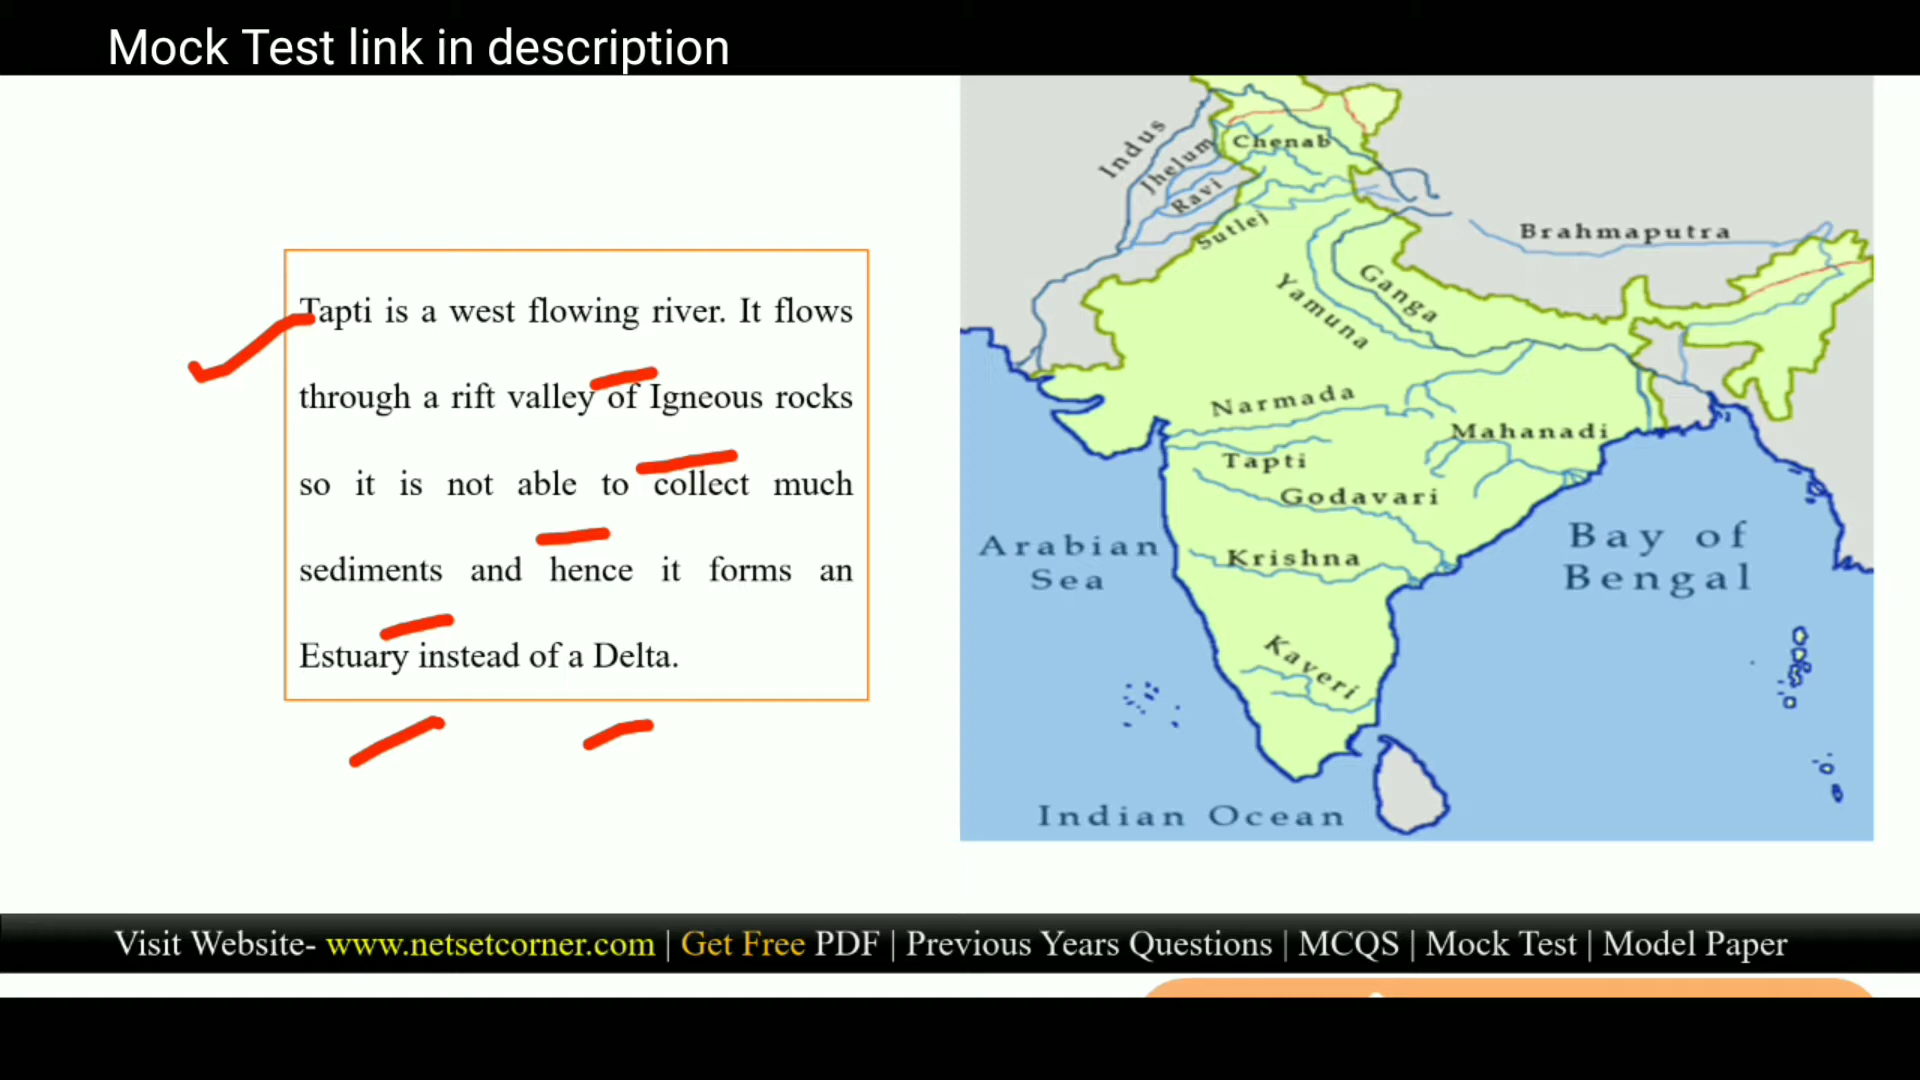 Mock Test link in description
Tapti is a west flowing river. It flows
through a rift valley of Igneous rocks
so it is not able to collect much
sediments and hence it forms an
Estuary instead of a Delta.
Indus
Jhelum
Chenab
Ravi
Sutlej
Brahmaputra
Ganga
Yamuna
Narmada
Mahanadi
Tapti
Godavari
Arabian
Sea
Bay of
Bengal
Krishna
Kaveri
Indian Ocean
Visit Website- www.netsetcorner.com | Get Free PDF | Previous Years Questions | MCQS | Mock Test | Model Paper